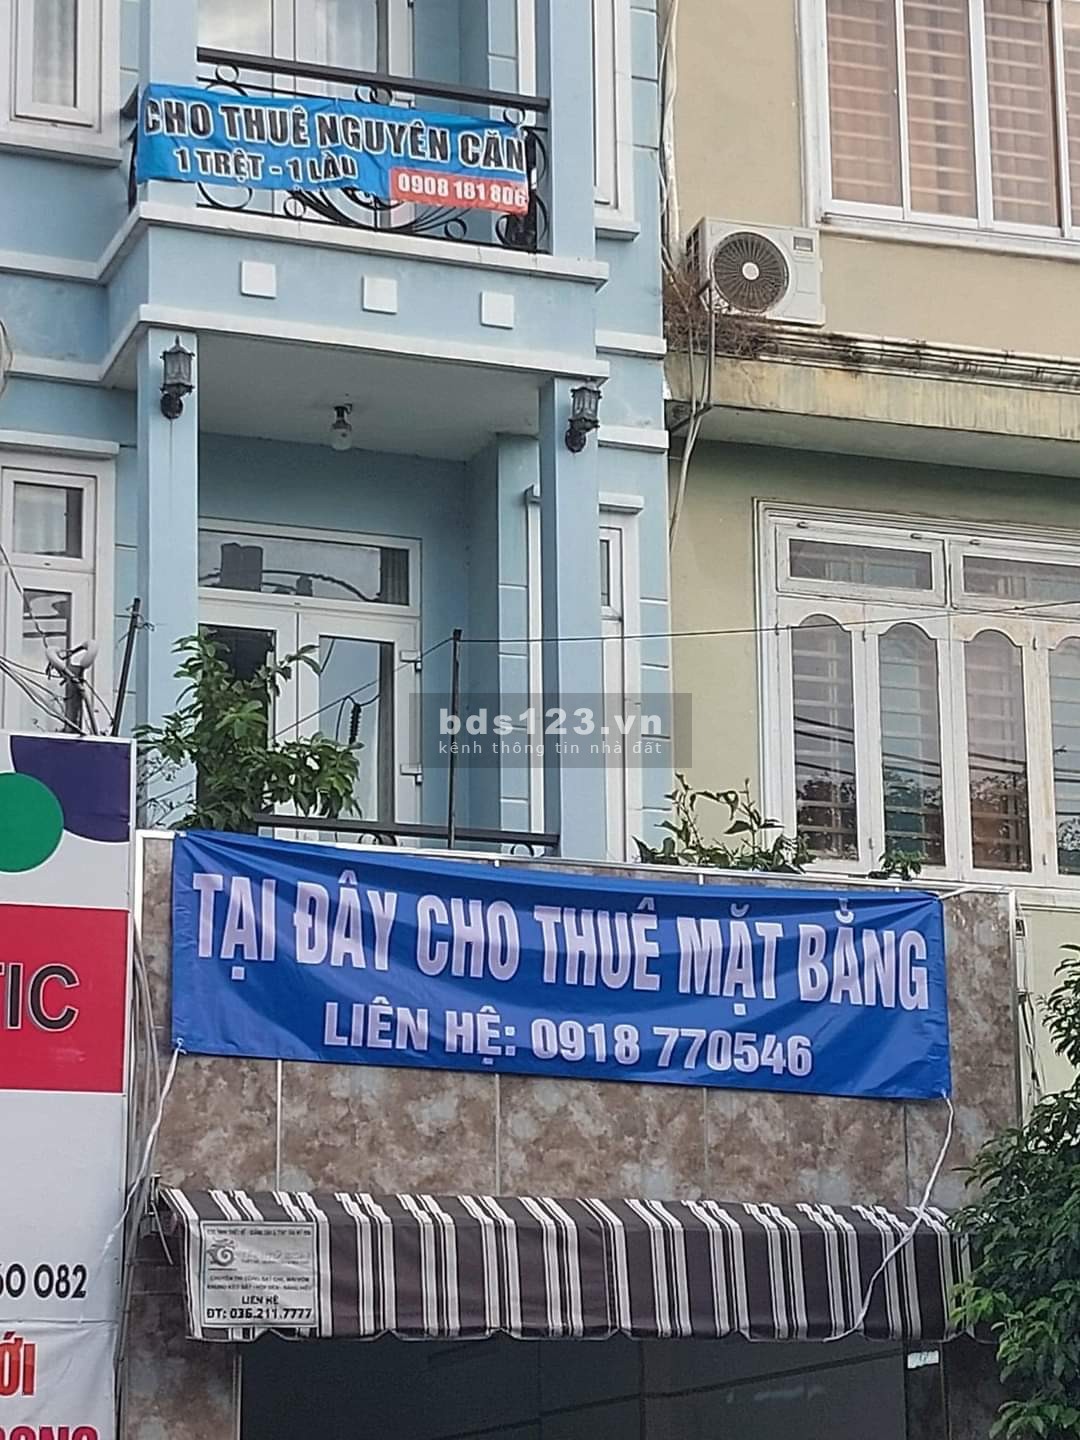 CHO THUÊ NGUYÊN CĂN
1 TRỆT - 1 LẦU
0908 181 806
bds123.vn
kênh thông tin nhà đất
TẠI ĐÂY CHO THUÊ MẶT BẰNG
LIÊN HỆ: 0918 770546
TIC
60 082
ỚI
LIÊN HỆ
ĐT: 036.211.7777